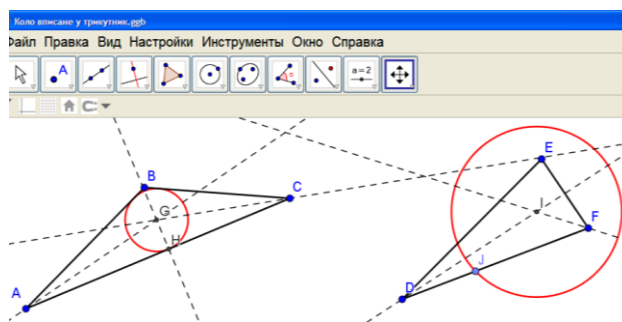 Коло вписане у трикутник.ggb
Файл Правка Вид Настройки Инструменты Окно Справка
A
a=2
B
E
C
G
I
F
H
J
D
A